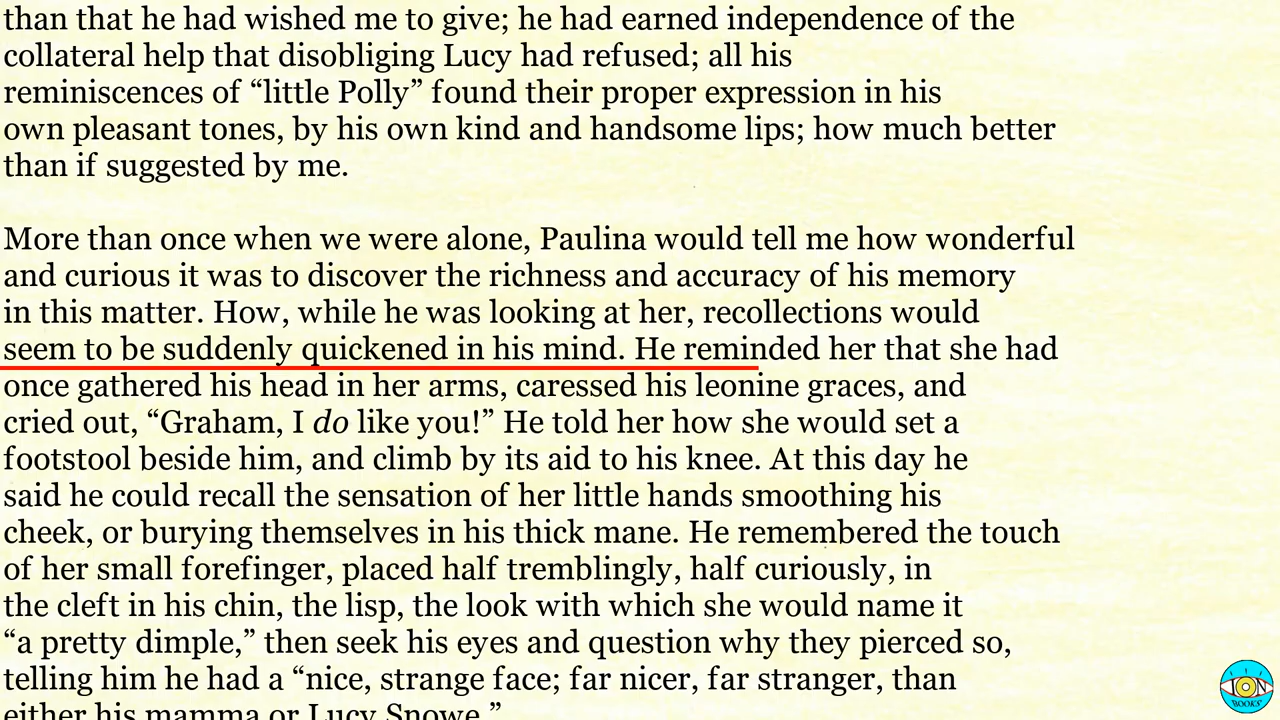 than that he had wished me to give; he had earned independence of the
collateral help that disobliging Lucy had refused; all his
reminiscences of “little Polly” found their proper expression in his
own pleasant tones, by his own kind and handsome lips; how much better
than if suggested by me.
More than once when we were alone, Paulina would tell me how wonderful
and curious it was to discover the richness and accuracy of his memory
in this matter. How, while he was looking at her, recollections would
seem to be suddenly quickened in his mind. He reminded her that she had
once gathered his head in her arms, caressed his leonine graces, and
cried out, “Graham, I do like you!” He told her how she would set a
footstool beside him, and climb by its aid to his knee. At this day he
said he could recall the sensation of her little hands smoothing his
cheek, or burying themselves in his thick mane. He remembered the touch
of her small forefinger, placed half tremblingly, half curiously, in
the cleft in his chin, the lisp, the look with which she would name it
“a pretty dimple,” then seek his eyes and question why they pierced so,
telling him he had a “nice, strange face; far nicer, far stranger, than
either his mamma or Lucy Snowe.”
ION
BOOKS